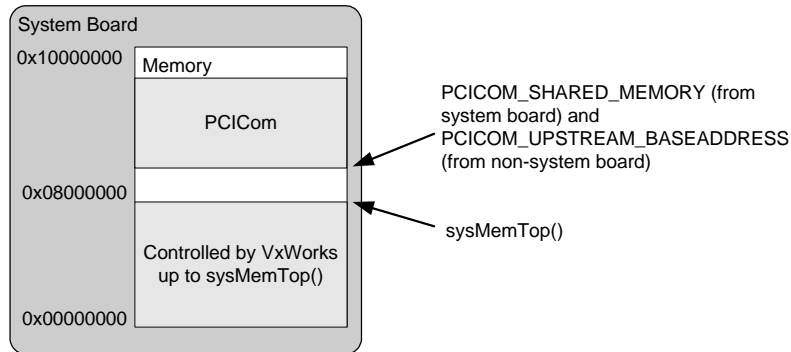 System Board
0x10000000
Memory
PCICom
PCICOM_SHARED_MEMORY (from
system board) and
PCICOM_UPSTREAM_BASEADDRESS
(from non-system board)
0x08000000
sysMemTop()
Controlled by VxWorks
up to sysMemTop()
0x00000000